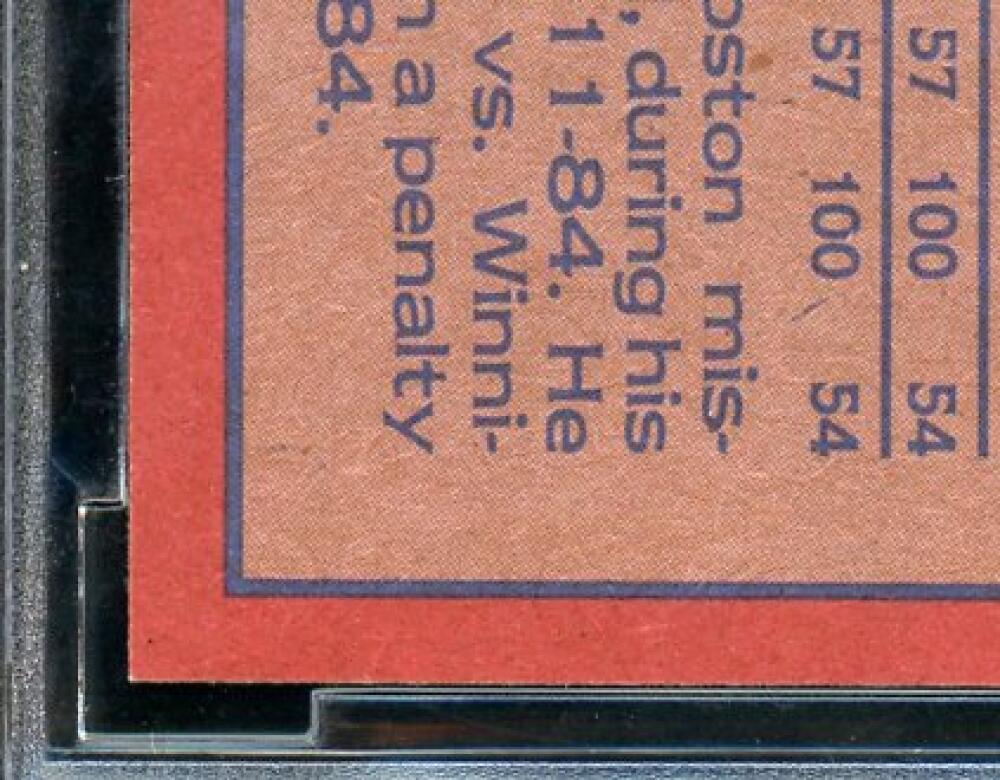 57 100 54
57 100 54
oston mis-
, during his
11-84. He
vs. Winni-
n a penalty
84.